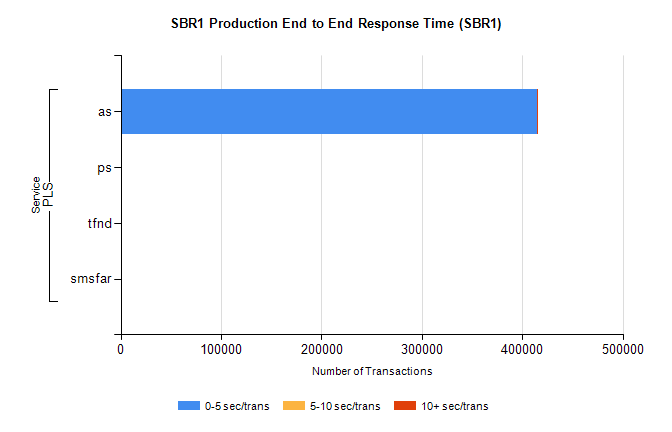 SBR1 Production End to End Response Time (SBR1)
Service
PLS
as
ps
tfnd
smsfar
0 100000 200000 300000 400000 500000
Number of Transactions
0-5 sec/trans 5-10 sec/trans 10+ sec/trans